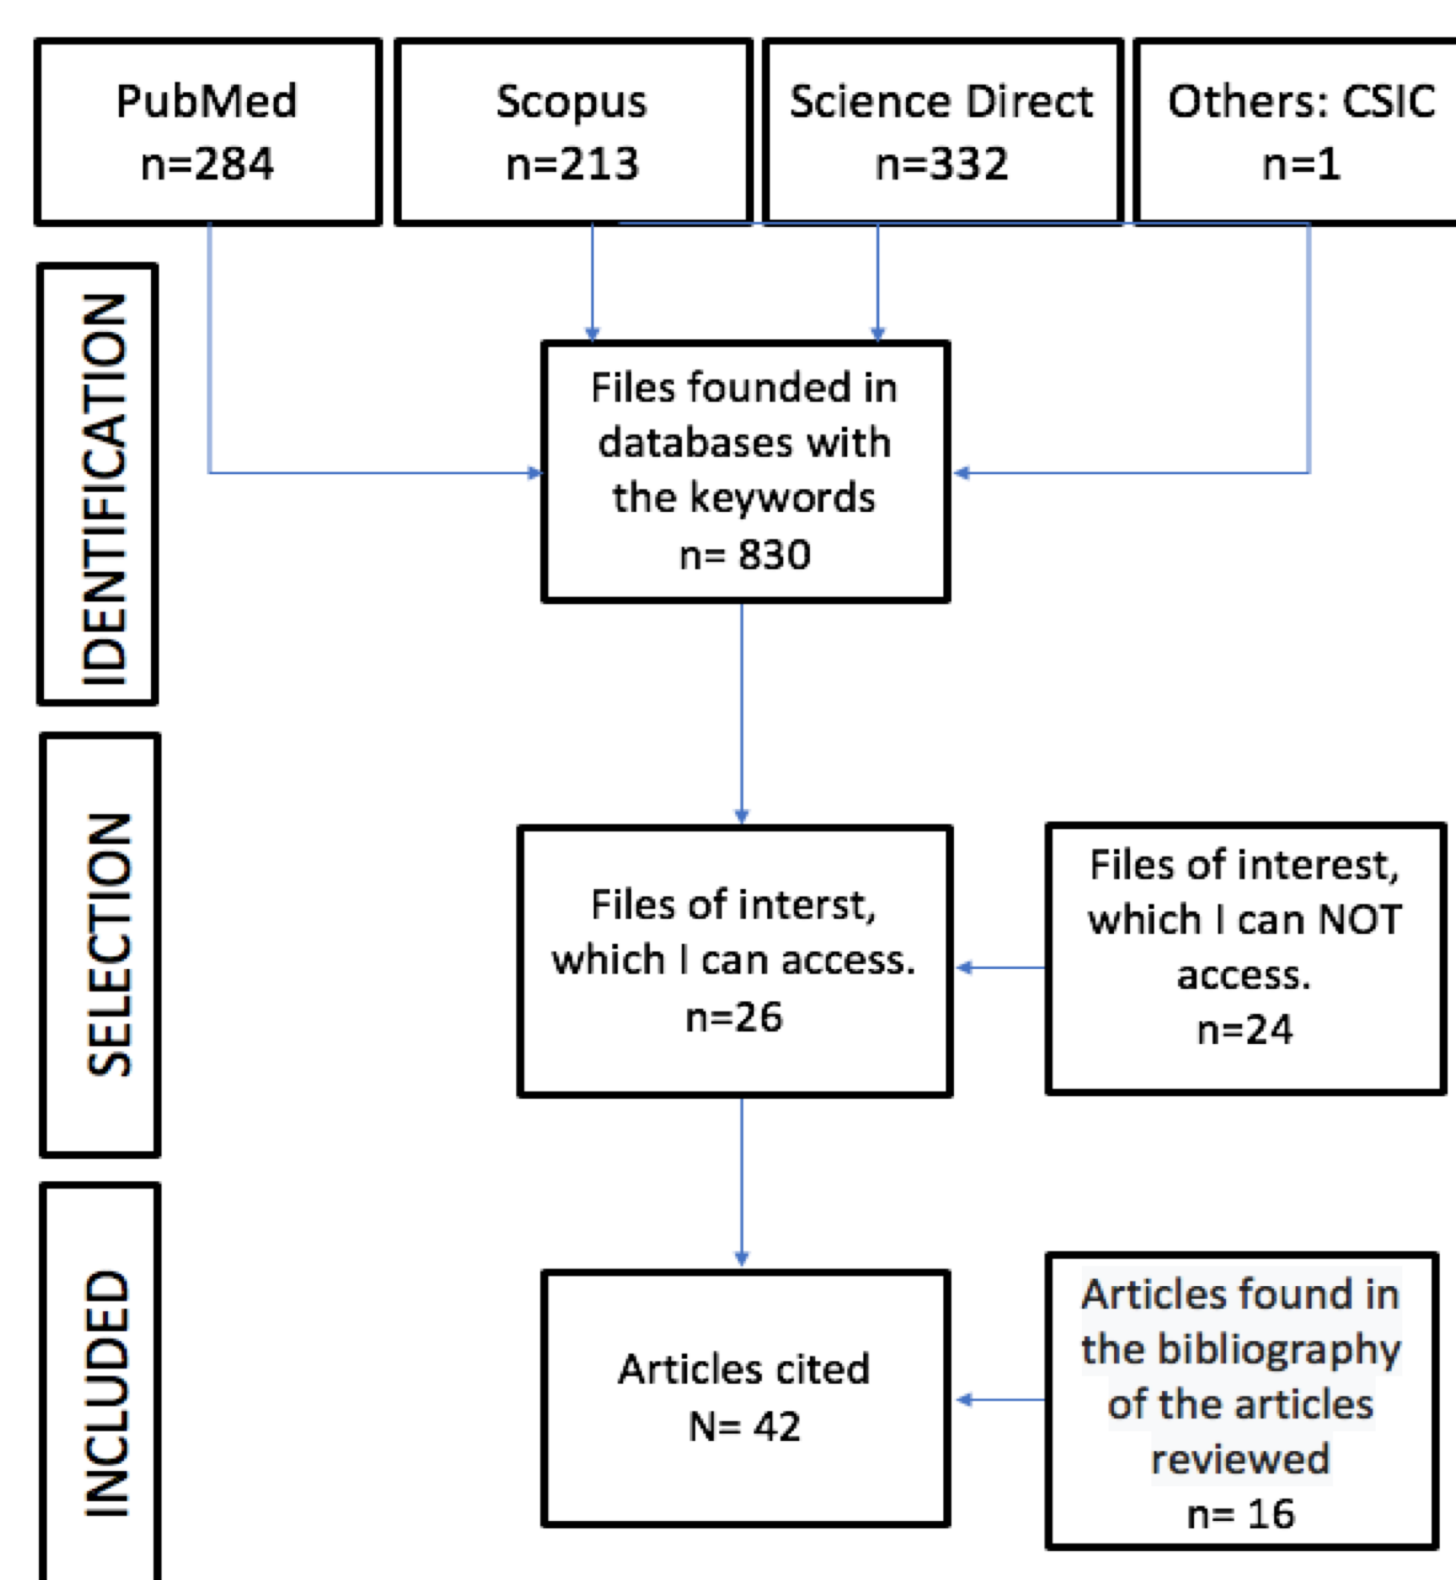 PubMed
n=284
Scopus
n=213
Science Direct
n=332
Others: CSIC
n=1
IDENTIFICATION
Files founded in
databases with
the keywords
n= 830
SELECTION
Files of interst,
which I can access.
n=26
Files of interest,
which I can NOT
access.
n=24
INCLUDED
Articles cited
N= 42
Articles found in
the bibliography
of the articles
reviewed
n= 16